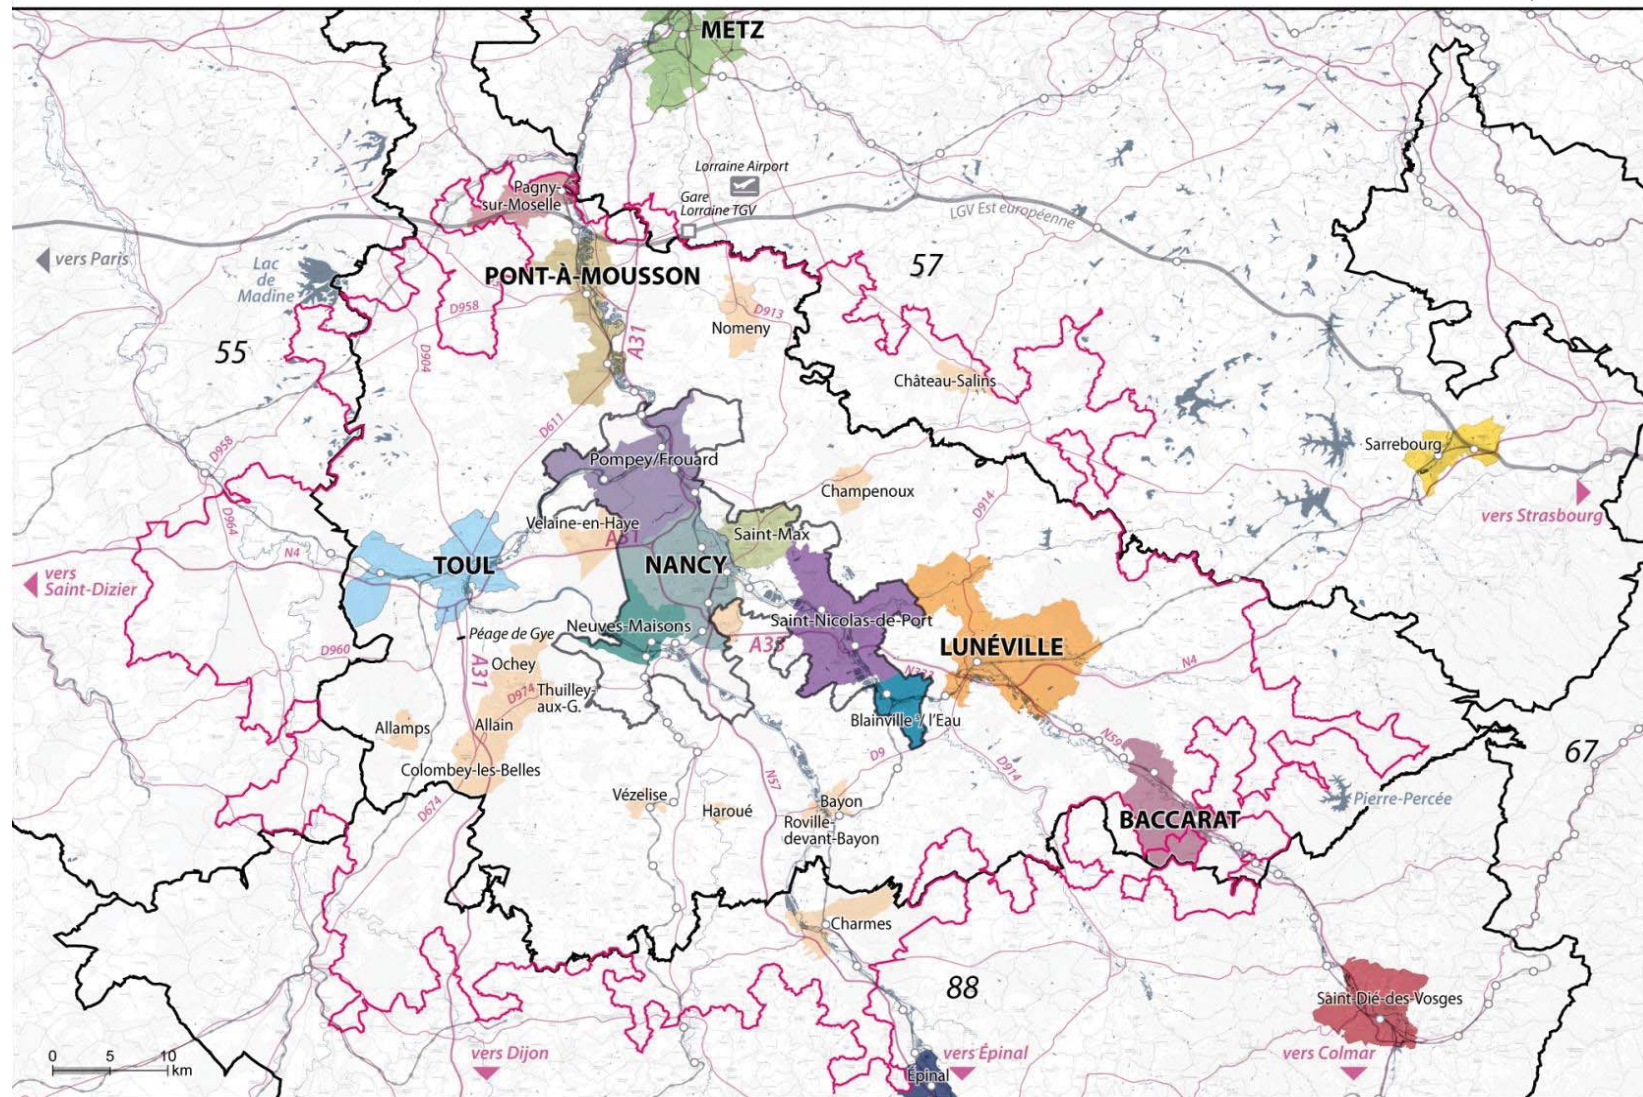 METZ
Lorraine Airport
Pagny-
sur-Moselle
Gare
Lorraine TGV
LGV Est européenne
vers Paris
Lac
de
Madine
PONT-À-MOUSSON
57
D958
D913
Nomeny
A31
55
D904
Château-Salins
D611
D958
Sarrebourg
Pompey/Frouard
Champenoux
D914
vers Strasbourg
D964
Velaine-en-Haye
A31
Saint-Max
N4
TOUL
NANCY
vers
Saint-Dizier
Péage de Gye
Neuves-Maisons
Saint-Nicolas-de-Port
A33
LUNÉVILLE
D960
Ochey
A31
N4
D974
Thuilley-
aux-G.
Allamps
Allain
Blainville s/ l'Eau
N59
67
D9
D914
Colombey-les-Belles
N57
Vézelise
Haroué
Bayon
Roville-
devant-Bayon
D674
Pierre-Percée
BACCARAT
Charmes
88
Saint-Dié-des-Vosges
0 5 10
km
vers Dijon
vers Épinal
vers Colmar
Épinal